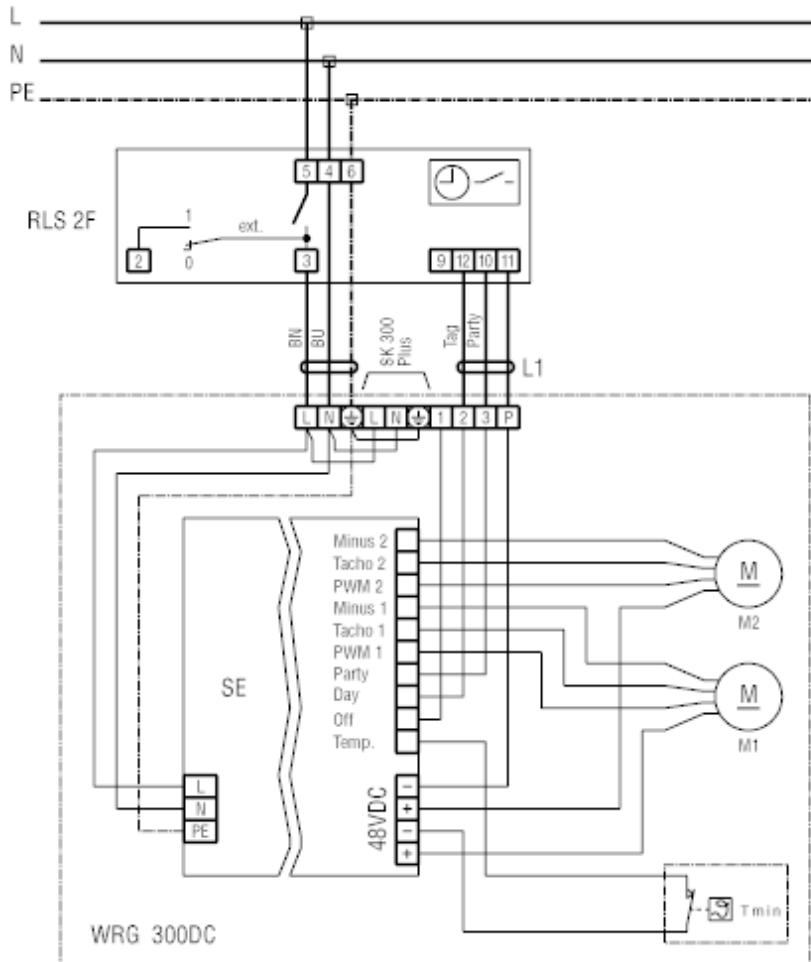 L
N
PE
5 4 6
RLS 2F
1
ext.
2
0
3
9 12 10 11
BN
BU
SK 300
Plus
Tag
Party
L1
L N L N 1 2 3 P
Minus 2
Tacho 2
PWM 2
Minus 1
Tacho 1
PWM 1
Party
Day
Off
Temp.
SE
M
M2
M
M1
L
N
PE
48VDC
−
+
−
+
Tmin
WRG 300DC